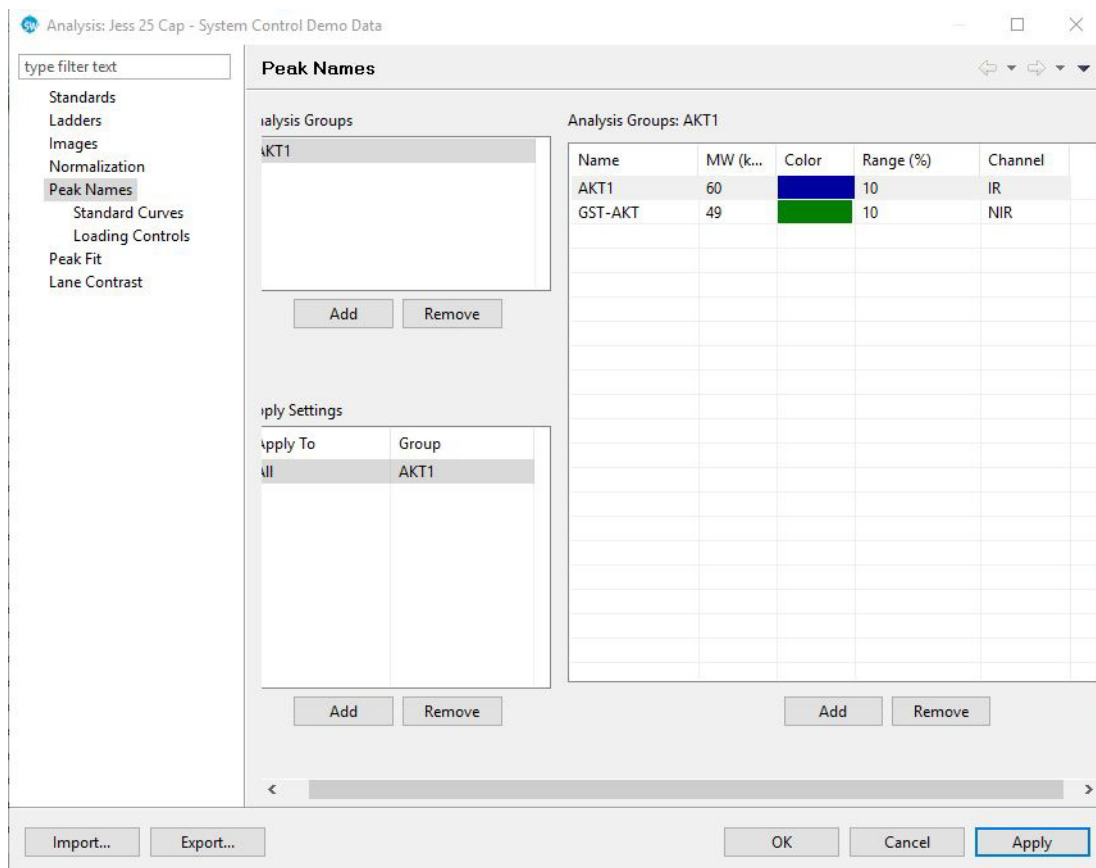 Analysis: Jess 25 Cap - System Control Demo Data
type filter text
Standards
Ladders
Images
Normalization
Peak Names
Standard Curves
Loading Controls
Peak Fit
Lane Contrast
Peak Names
nalysis Groups
AKT1
Add Remove
pply Settings
Apply To Group
All AKT1
Add Remove
Analysis Groups: AKT1
Name MW (k... Color Range (%) Channel
AKT1 60 10 IR
GST-AKT 49 10 NIR
Add Remove
Import... Export... OK Cancel Apply